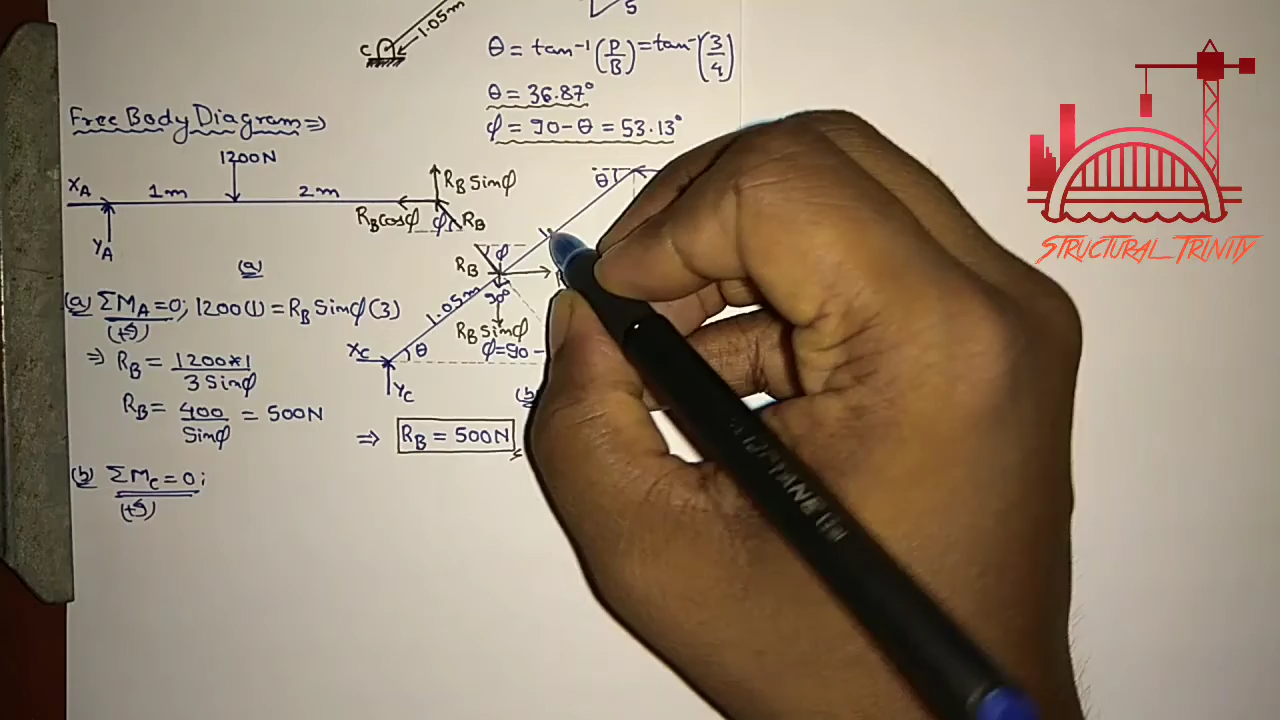 5
C
1.05m
θ = tan⁻¹(P/B) = tan⁻¹(3/4)
θ = 36.87°
φ = 90-θ = 53.13°
Free Body Diagram ⇒
1200N
X_A 1m 2m R_B Sinφ
R_B cosφ φ R_B
Y_A
(a)
θ
R_B φ
90°
1.05m
R_B Sinφ
φ=90-
X_C θ
Y_C
(a) ΣM_A=0; 1200(1) = R_B Sinφ(3)
(+)
⇒ R_B = 1200*1 / 3 Sinφ
R_B = 400 / Sinφ = 500N
⇒ R_B = 500N
(b) ΣM_C = 0;
(+)
STRUCTURAL TRINITY